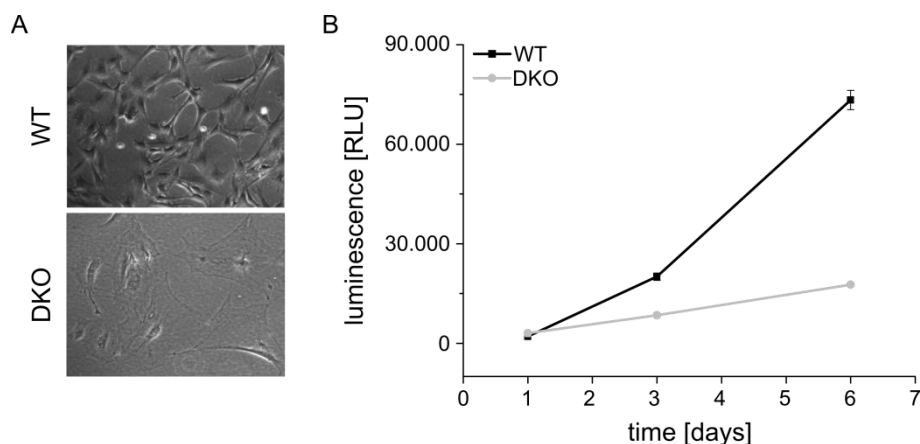 A
WT
DKO
B
90.000
60.000
30.000
0
luminescence [RLU]
WT
DKO
0 1 2 3 4 5 6 7
time [days]